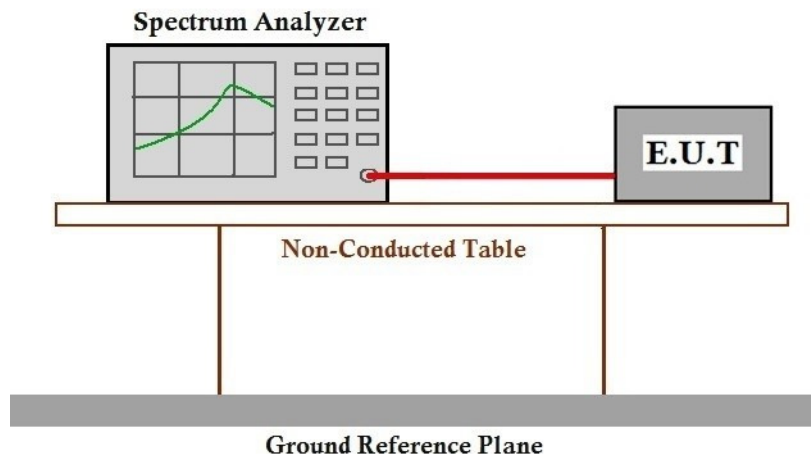 Spectrum Analyzer
E.U.T
Non-Conducted Table
Ground Reference Plane